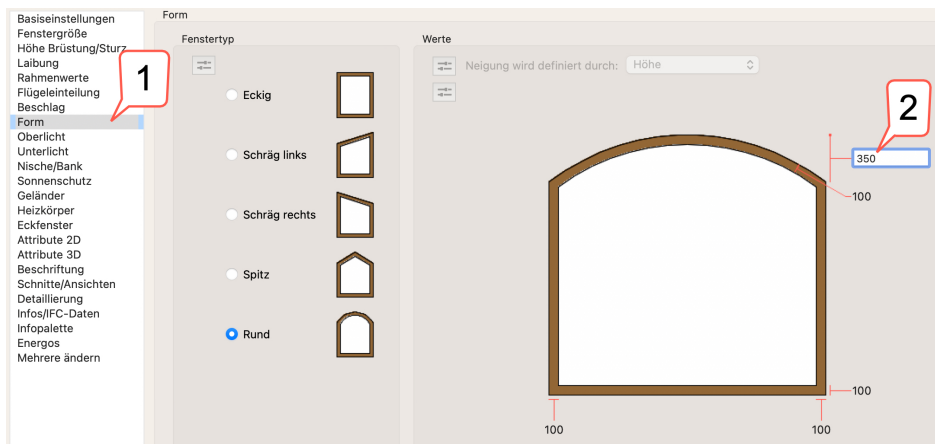 Basiseinstellungen
Fenstergröße
Höhe Brüstung/Sturz
Laibung
Rahmenwerte
Flügeleinteilung
Beschlag
Form
Oberlicht
Unterlicht
Nische/Bank
Sonnenschutz
Geländer
Heizkörper
Eckfenster
Attribute 2D
Attribute 3D
Beschriftung
Schnitte/Ansichten
Detaillierung
Infos/IFC-Daten
Infopalette
Energos
Mehrere ändern
1
Form
Fenstertyp
Eckig
Schräg links
Schräg rechts
Spitz
Rund
Werte
Neigung wird definiert durch: Höhe
2
350
100
100
100 100